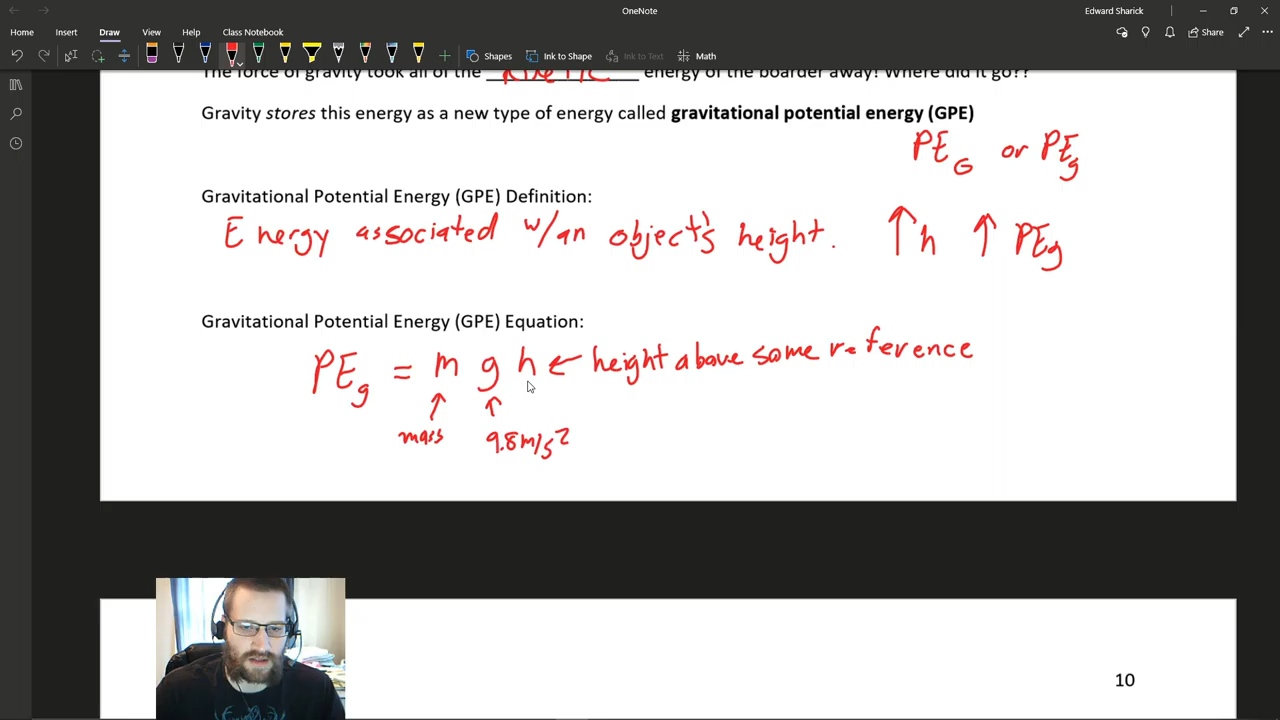 OneNote
Edward Sharick
Home Insert Draw View Help Class Notebook
Shapes Ink to Shape Ink to Text Math Share
The force of gravity took all of the kinetic energy of the boarder away! Where did it go??
Gravity stores this energy as a new type of energy called gravitational potential energy (GPE)
PE_G or PE_g
Gravitational Potential Energy (GPE) Definition:
Energy associated w/an object's height. ↑h ↑ PE_g
Gravitational Potential Energy (GPE) Equation:
PE_g = m g h ← height above some reference
↑ ↑
mass 9.8m/s²
10